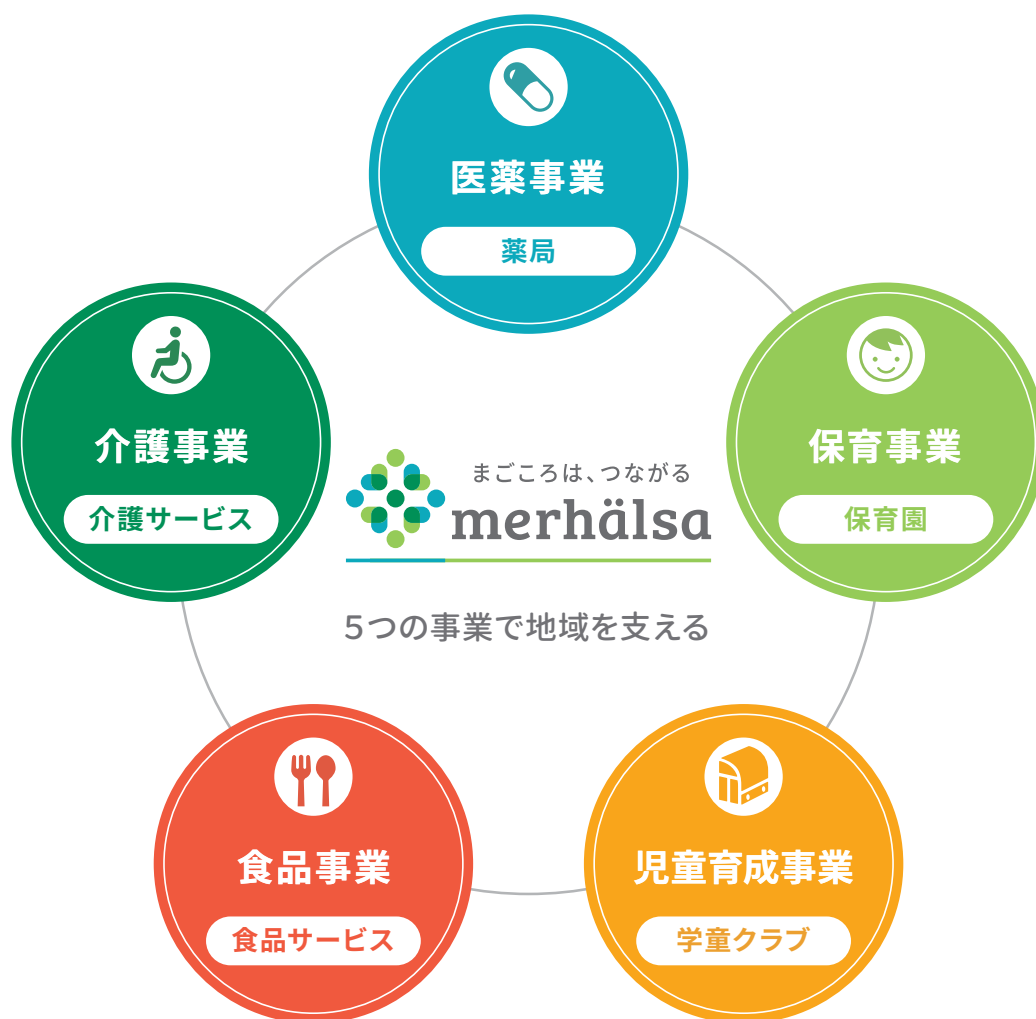 医薬事業
薬局
介護事業
介護サービス
保育事業
保育園
まごころは、つながる
merhälsa
5つの事業で地域を支える
食品事業
食品サービス
児童育成事業
学童クラブ